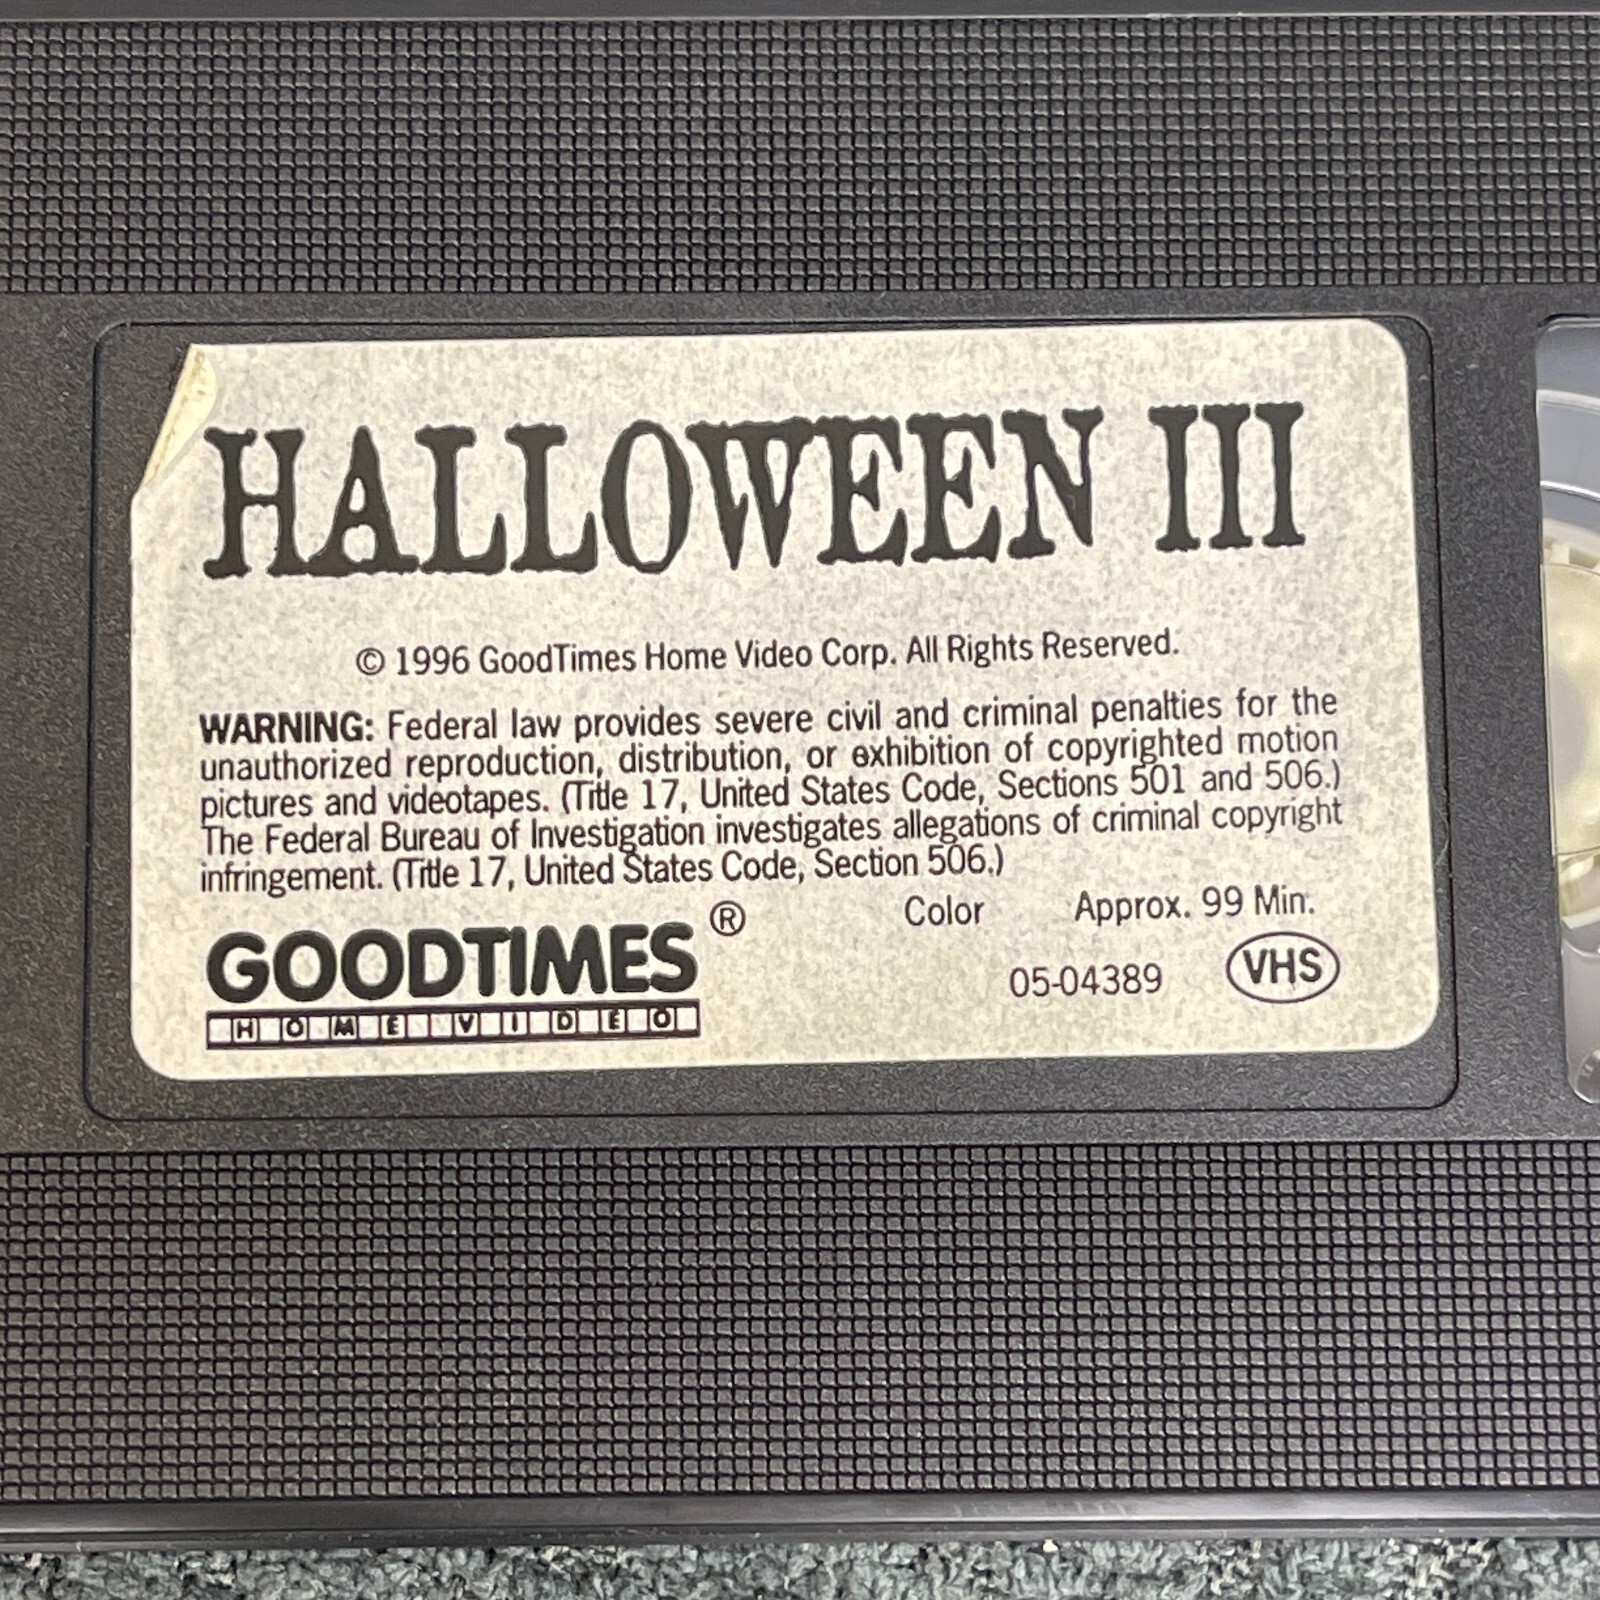 HALLOWEEN III
© 1996 GoodTimes Home Video Corp. All Rights Reserved.
WARNING: Federal law provides severe civil and criminal penalties for the
unauthorized reproduction, distribution, or exhibition of copyrighted motion
pictures and videotapes. (Title 17, United States Code, Sections 501 and 506.)
The Federal Bureau of Investigation investigates allegations of criminal copyright
infringement. (Title 17, United States Code, Section 506.)
Color Approx. 99 Min.
GOODTIMES®
HOME VIDEO
05-04389 VHS